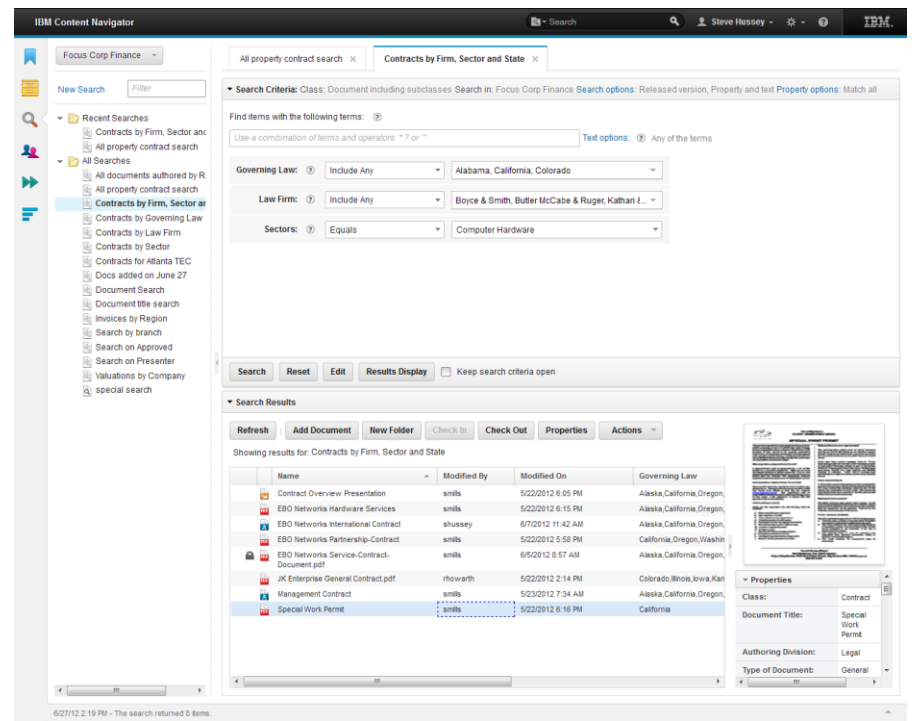 IBM Content Navigator
Search
Steve Hussey
IBM.
Focus Corp Finance
New Search
Filter
Recent Searches
Contracts by Firm, Sector and
All property contract search
All Searches
All documents authored by R
All property contract search
Contracts by Firm, Sector ar
Contracts by Governing Law
Contracts by Law Firm
Contracts by Sector
Contracts for Atlanta TEC
Docs added on June 27
Document Search
Document title search
Invoices by Region
Search by branch
Search on Approved
Search on Presenter
Valuations by Company
special search
All property contract search
Contracts by Firm, Sector and State
Search Criteria: Class: Document including subclasses Search in: Focus Corp Finance Search options: Released version, Property and text Property options: Match all
Find items with the following terms:
Use a combination of terms and operators: * ? or ""
Text options: Any of the terms
Governing Law: Include Any Alabama, California, Colorado
Law Firm: Include Any Boyce & Smith, Butler McCabe & Ruger, Kathari &...
Sectors: Equals Computer Hardware
Search Reset Edit Results Display Keep search criteria open
Search Results
Refresh Add Document New Folder Check In Check Out Properties Actions
Showing results for: Contracts by Firm, Sector and State
Name Modified By Modified On Governing Law
Contract Overview Presentation smills 5/22/2012 6:05 PM Alaska,California,Oregon,
EBO Networks Hardware Services smills 5/22/2012 6:15 PM Alaska,California,Oregon,
EBO Networks International Contract shussey 6/7/2012 11:42 AM Alaska,California,Oregon,
EBO Networks Partnership-Contract smills 5/22/2012 5:58 PM California,Oregon,Washin
EBO Networks Service-Contract-Document.pdf smills 6/5/2012 8:57 AM Alaska,California,Oregon,
JK Enterprise General Contract.pdf rhowarth 5/22/2012 2:14 PM Colorado,Illinois,Iowa,Kan
Management Contract smills 5/23/2012 7:34 AM Alaska,California,Oregon,
Special Work Permit smills 5/22/2012 6:16 PM California
SPECIAL EVENT PERMIT
Properties
Class: Contract
Document Title: Special Work Permit
Authoring Division: Legal
Type of Document: General
6/27/12 2:19 PM - The search returned 8 items.